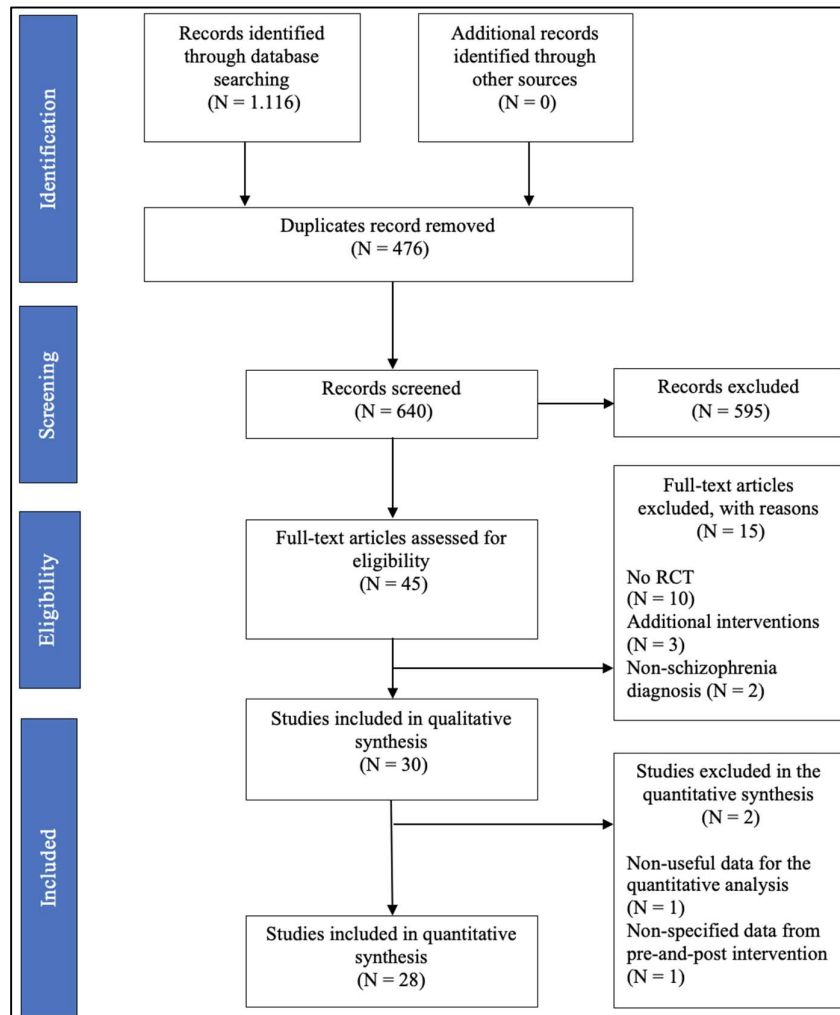 Identification
Records identified
through database
searching
(N = 1.116)
Additional records
identified through
other sources
(N = 0)
Duplicates record removed
(N = 476)
Screening
Records screened
(N = 640)
Records excluded
(N = 595)
Eligibility
Full-text articles assessed for
eligibility
(N = 45)
Full-text articles
excluded, with reasons
(N = 15)
No RCT
(N = 10)
Additional interventions
(N = 3)
Non-schizophrenia
diagnosis (N = 2)
Included
Studies included in qualitative
synthesis
(N = 30)
Studies excluded in the
quantitative synthesis
(N = 2)
Non-useful data for the
quantitative analysis
(N = 1)
Non-specified data from
pre-and-post intervention
(N = 1)
Studies included in quantitative
synthesis
(N = 28)